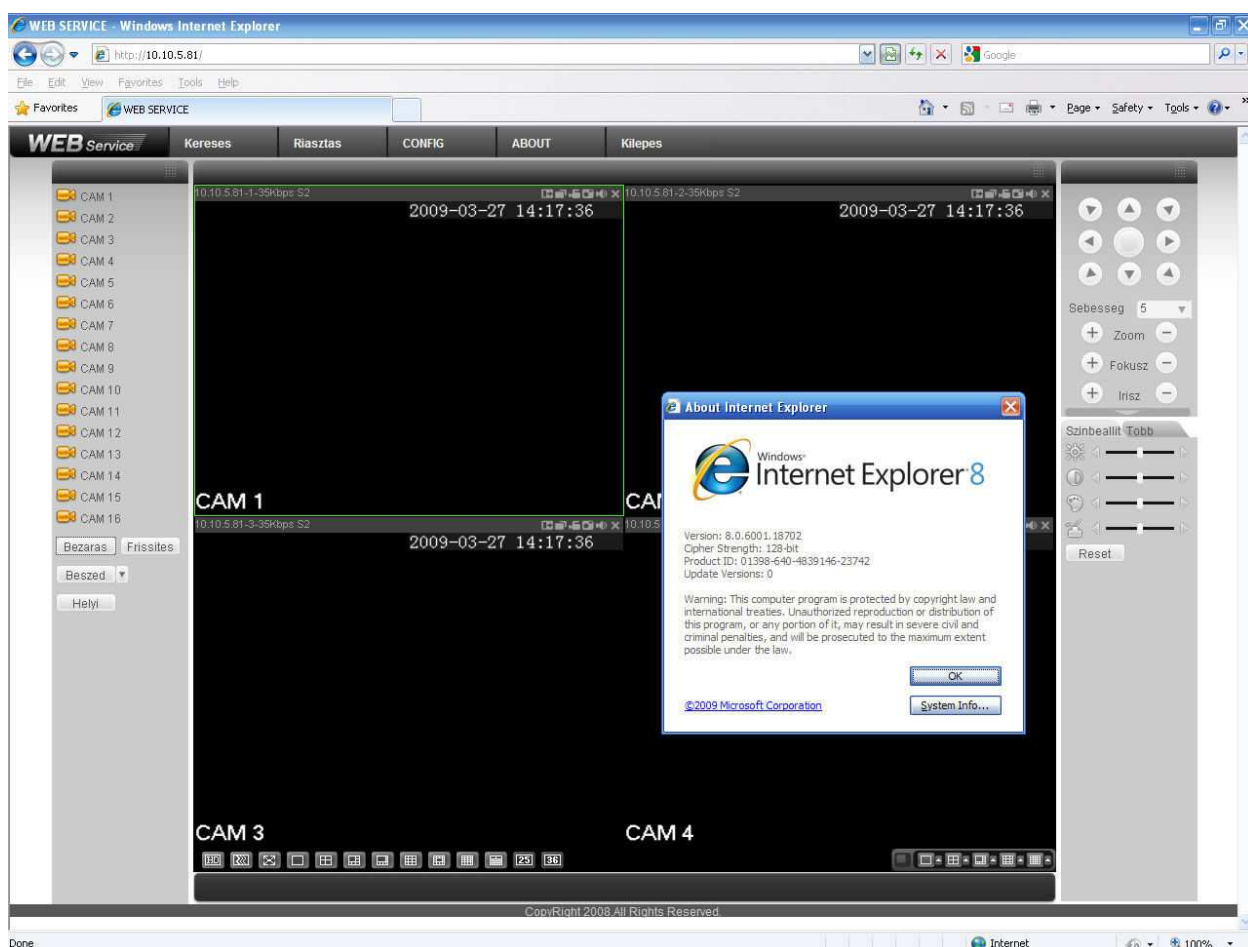 WEB SERVICE - Windows Internet Explorer
http://10.10.5.81/
Google
File Edit View Favorites Tools Help
Favorites WEB SERVICE
Page Safety Tools
WEB Service Kereses Riasztas CONFIG ABOUT Kilepes
CAM 1
CAM 2
CAM 3
CAM 4
CAM 5
CAM 6
CAM 7
CAM 8
CAM 9
CAM 10
CAM 11
CAM 12
CAM 13
CAM 14
CAM 15
CAM 16
Bezaras Frissites
Beszed
Helyi
10.10.5.81-1-35Kbps S2
2009-03-27 14:17:36
CAM 1
10.10.5.81-2-35Kbps S2
2009-03-27 14:17:36
10.10.5.81-3-35Kbps S2
2009-03-27 14:17:36
CAM 3
CAM 4
25 36
About Internet Explorer
Windows
Internet Explorer 8
Version: 8.0.6001.18702
Cipher Strength: 128-bit
Product ID: 01398-640-4839146-23742
Update Versions: 0
Warning: This computer program is protected by copyright law and
international treaties. Unauthorized reproduction or distribution of
this program, or any portion of it, may result in severe civil and
criminal penalties, and will be prosecuted to the maximum extent
possible under the law.
OK
©2009 Microsoft Corporation
System Info...
Sebesseg 5
Zoom
Fokusz
Irisz
Szinbeallit Tobb
Reset
CopyRight 2008,All Rights Reserved.
Done Internet 100%